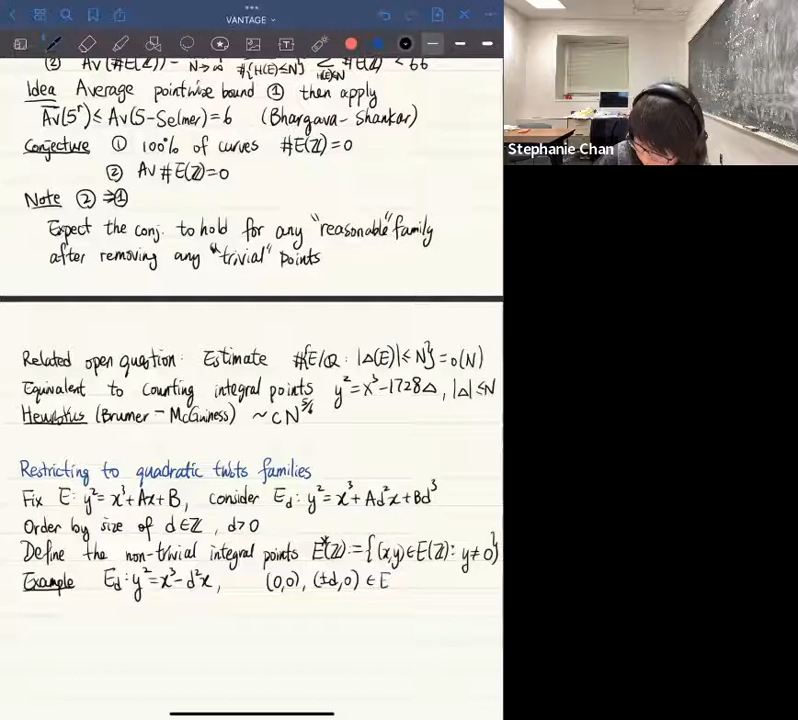 VANTAGE
(2) Av(#E(Z)) = N→∞ #{H(E)≤N} Σ H(E)≤N #E(Z) < 66
Idea Average pointwise bound ① then apply
Av(5^r) ≤ Av(5-Selmer) = 6 (Bhargava-Shankar)
Conjecture ① 100% of curves #E(Z)=0
② Av #E(Z)=0
Note ② ⇒ ①
Expect the conj. to hold for any "reasonable" family
after removing any "trivial" points
Related open question: Estimate #{E/Q : |Δ(E)| ≤ N} = o(N)
Equivalent to counting integral points y² = x³ - 1728Δ, |Δ| ≤ N
Heuristics (Brumer - McGuiness) ~ cN^{5/6}
Restricting to quadratic twists families
Fix E: y² = x³ + Ax + B, consider E_d: y² = x³ + Ad²x + Bd³
Order by size of d∈Z, d>0
Define the non-trivial integral points E*(Z) := {(x,y)∈E(Z): y≠0}
Example E_d: y² = x³ - d²x, (0,0), (±d,0) ∈ E
Stephanie Chan